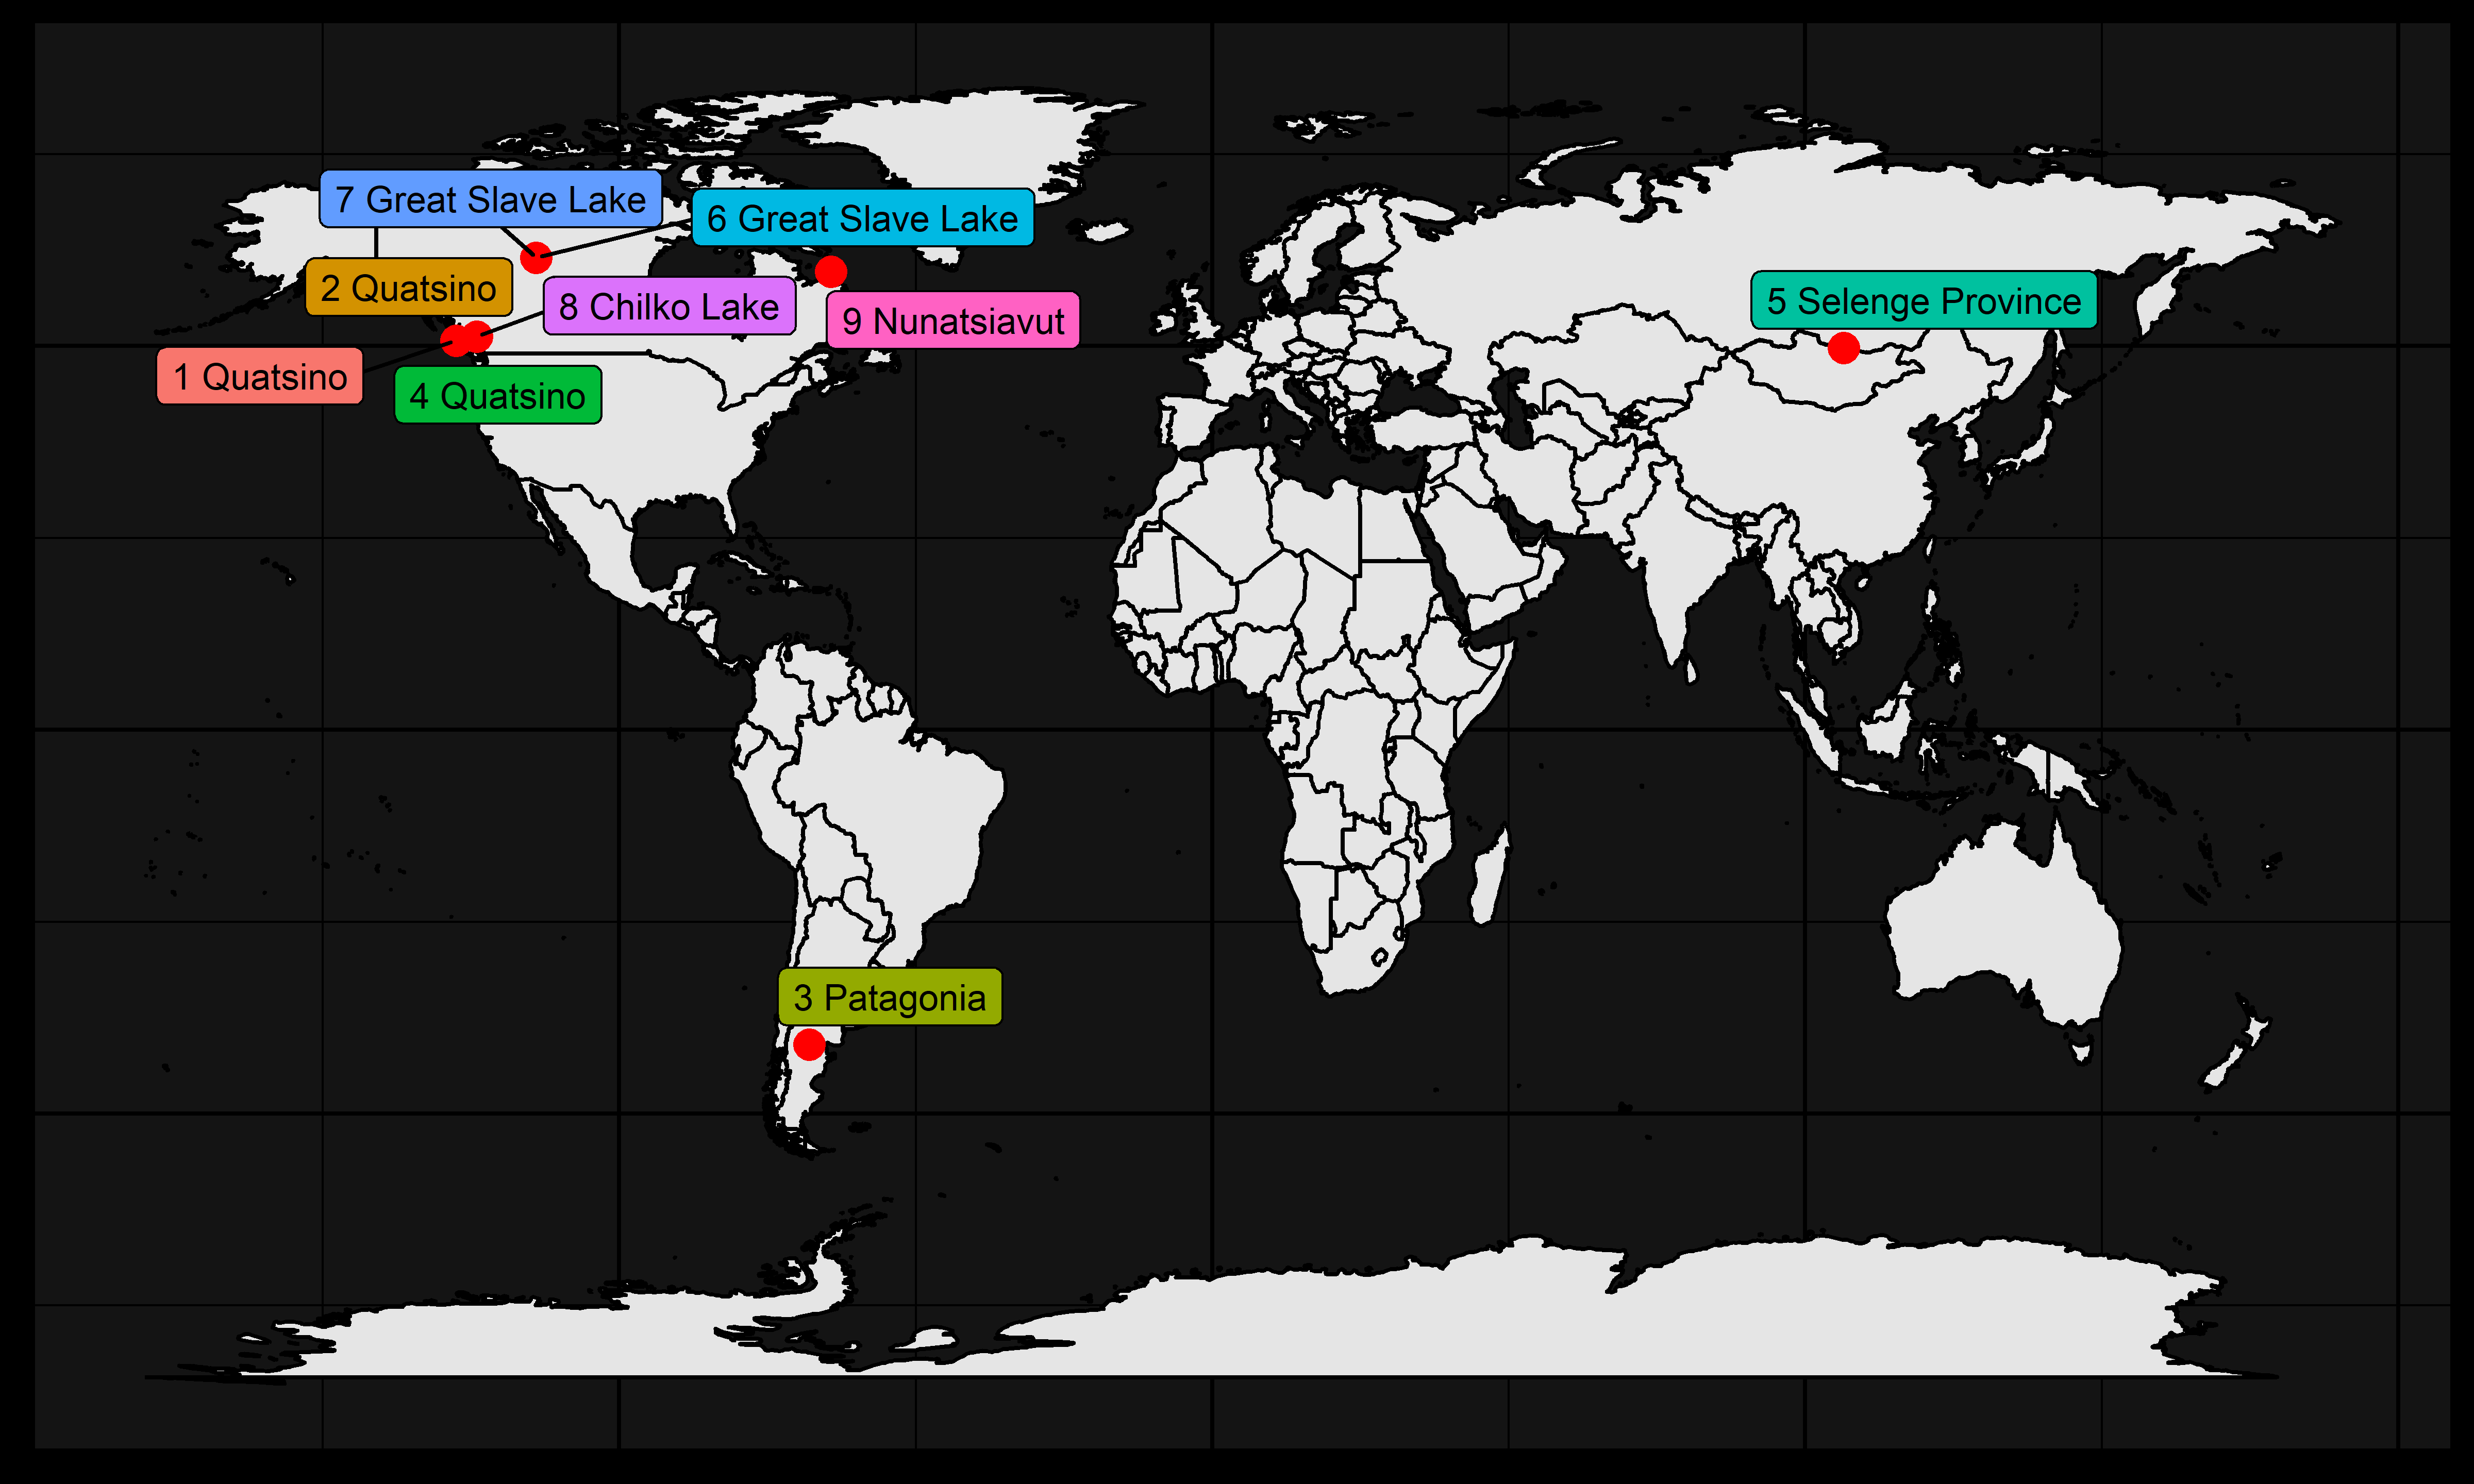 7 Great Slave Lake
6 Great Slave Lake
2 Quatsino
8 Chilko Lake
9 Nunatsiavut
5 Selenge Province
1 Quatsino
4 Quatsino
3 Patagonia